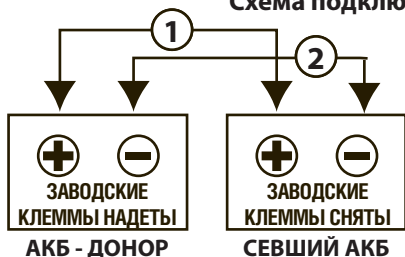 Схема подклю
1
2
+ − + −
ЗАВОДСКИЕ
КЛЕММЫ НАДЕТЫ
АКБ - ДОНОР
ЗАВОДСКИЕ
КЛЕММЫ СНЯТЫ
СЕВШИЙ АКБ